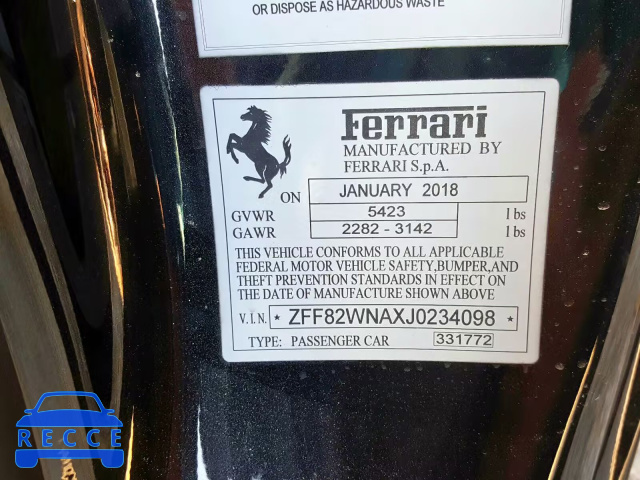 OR DISPOSE AS HAZARDOUS WASTE
Ferrari
MANUFACTURED BY
FERRARI S.p.A.
ON JANUARY 2018
GVWR 5423 lbs
GAWR 2282 - 3142 lbs
THIS VEHICLE CONFORMS TO ALL APPLICABLE
FEDERAL MOTOR VEHICLE SAFETY,BUMPER,AND
THEFT PREVENTION STANDARDS IN EFFECT ON
THE DATE OF MANUFACTURE SHOWN ABOVE
V.I.N. * ZFF82WNAXJ0234098 *
TYPE: PASSENGER CAR 331772
RECCE